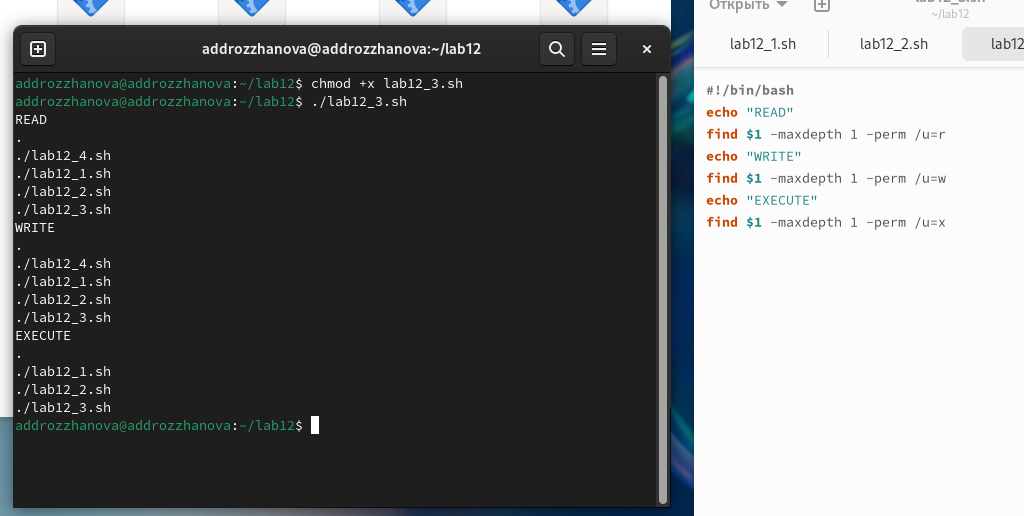 addrozzhanova@addrozzhanova:~/lab12
addrozzhanova@addrozzhanova:~/lab12$ chmod +x lab12_3.sh
addrozzhanova@addrozzhanova:~/lab12$ ./lab12_3.sh
READ
.
./lab12_4.sh
./lab12_1.sh
./lab12_2.sh
./lab12_3.sh
WRITE
.
./lab12_4.sh
./lab12_1.sh
./lab12_2.sh
./lab12_3.sh
EXECUTE
.
./lab12_1.sh
./lab12_2.sh
./lab12_3.sh
addrozzhanova@addrozzhanova:~/lab12$
Открыть
~/lab12
lab12_1.sh lab12_2.sh lab12
#!/bin/bash
echo "READ"
find $1 -maxdepth 1 -perm /u=r
echo "WRITE"
find $1 -maxdepth 1 -perm /u=w
echo "EXECUTE"
find $1 -maxdepth 1 -perm /u=x